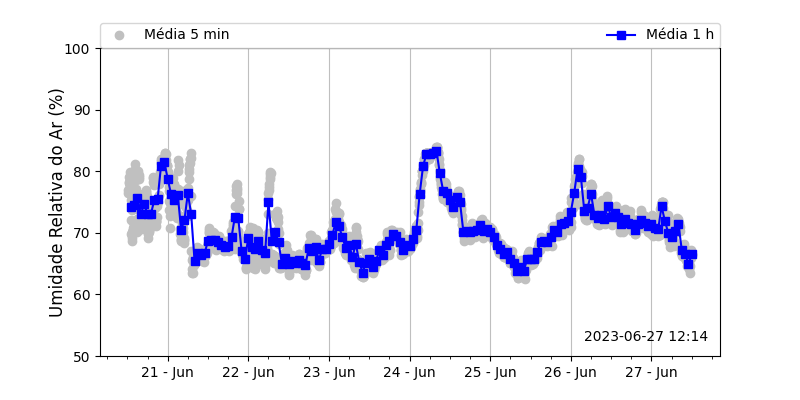 Média 5 min
Média 1 h
Umidade Relativa do Ar (%)
100
90
80
70
60
50
2023-06-27 12:14
21 - Jun
22 - Jun
23 - Jun
24 - Jun
25 - Jun
26 - Jun
27 - Jun